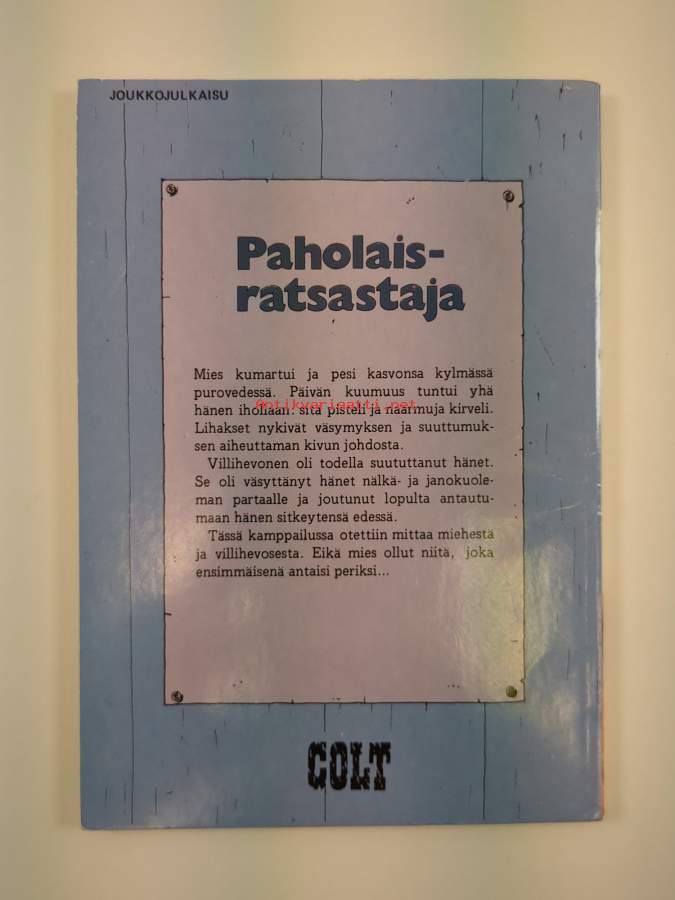 JOUKKOJULKAISU
Paholais-
ratsastaja
Mies kumartui ja pesi kasvonsa kylmässä
purovedessä. Päivän kuumuus tuntui yhä
Antikvariaatti.net
hänen ihollaan: sitä pisteli ja naarmuja kirveli.
Lihakset nykivät väsymyksen ja suuttumuk-
sen aiheuttaman kivun johdosta.
Villihevonen oli todella suututtanut hänet.
Se oli väsyttänyt hänet nälkä- ja janokuole-
man partaalle ja joutunut lopulta antautu-
maan hänen sitkeytensä edessä.
Tässä kamppailussa otettiin mittaa miehestä
ja villihevosesta. Eikä mies ollut niitä, joka
ensimmäisenä antaisi periksi...
COLT